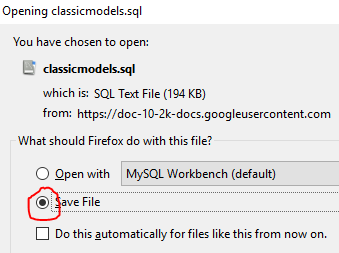 Opening classicmodels.sql
You have chosen to open:
classicmodels.sql
which is: SQL Text File (194 KB)
from: https://doc-10-2k-docs.googleusercontent.com
What should Firefox do with this file?
Open with MySQL Workbench (default)
Save File
Do this automatically for files like this from now on.